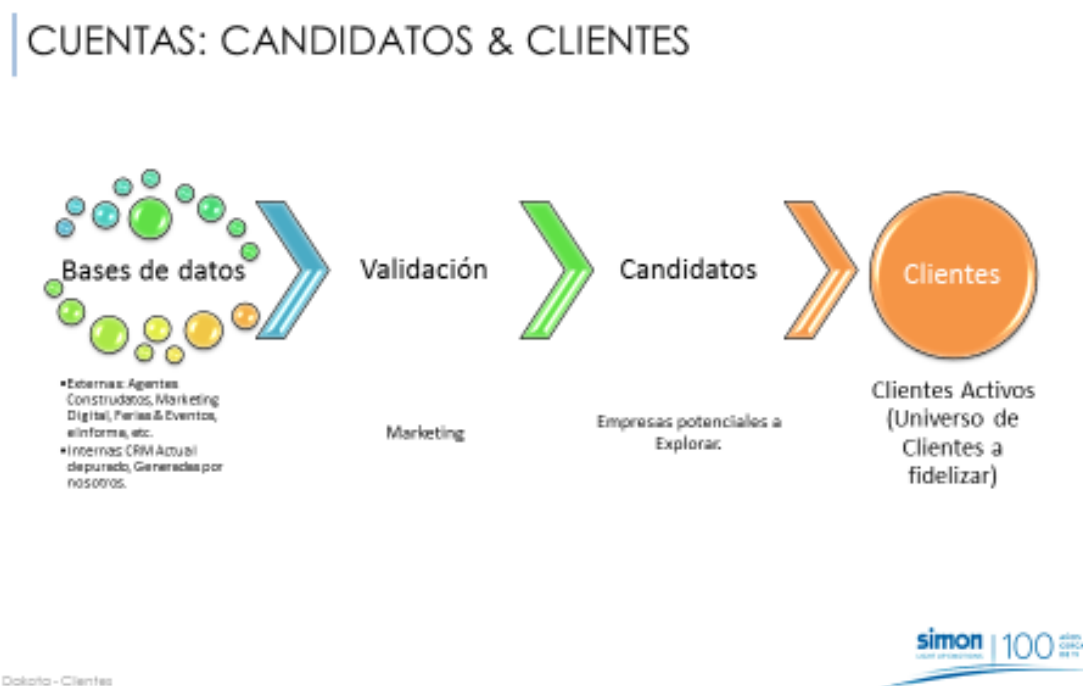 CUENTAS: CANDIDATOS & CLIENTES
Bases de datos
Validación
Candidatos
Clientes
•Externas: Agentes
Construdatos, Marketing
Digital, Ferias & Eventos,
einforma, etc.
•Internas: CRM Actual
depurado, Generadas por
nosotros.
Marketing
Empresas potenciales a
Explorar.
Clientes Activos
(Universo de
Clientes a
fidelizar)
simon | 100
Dakota - Clientes